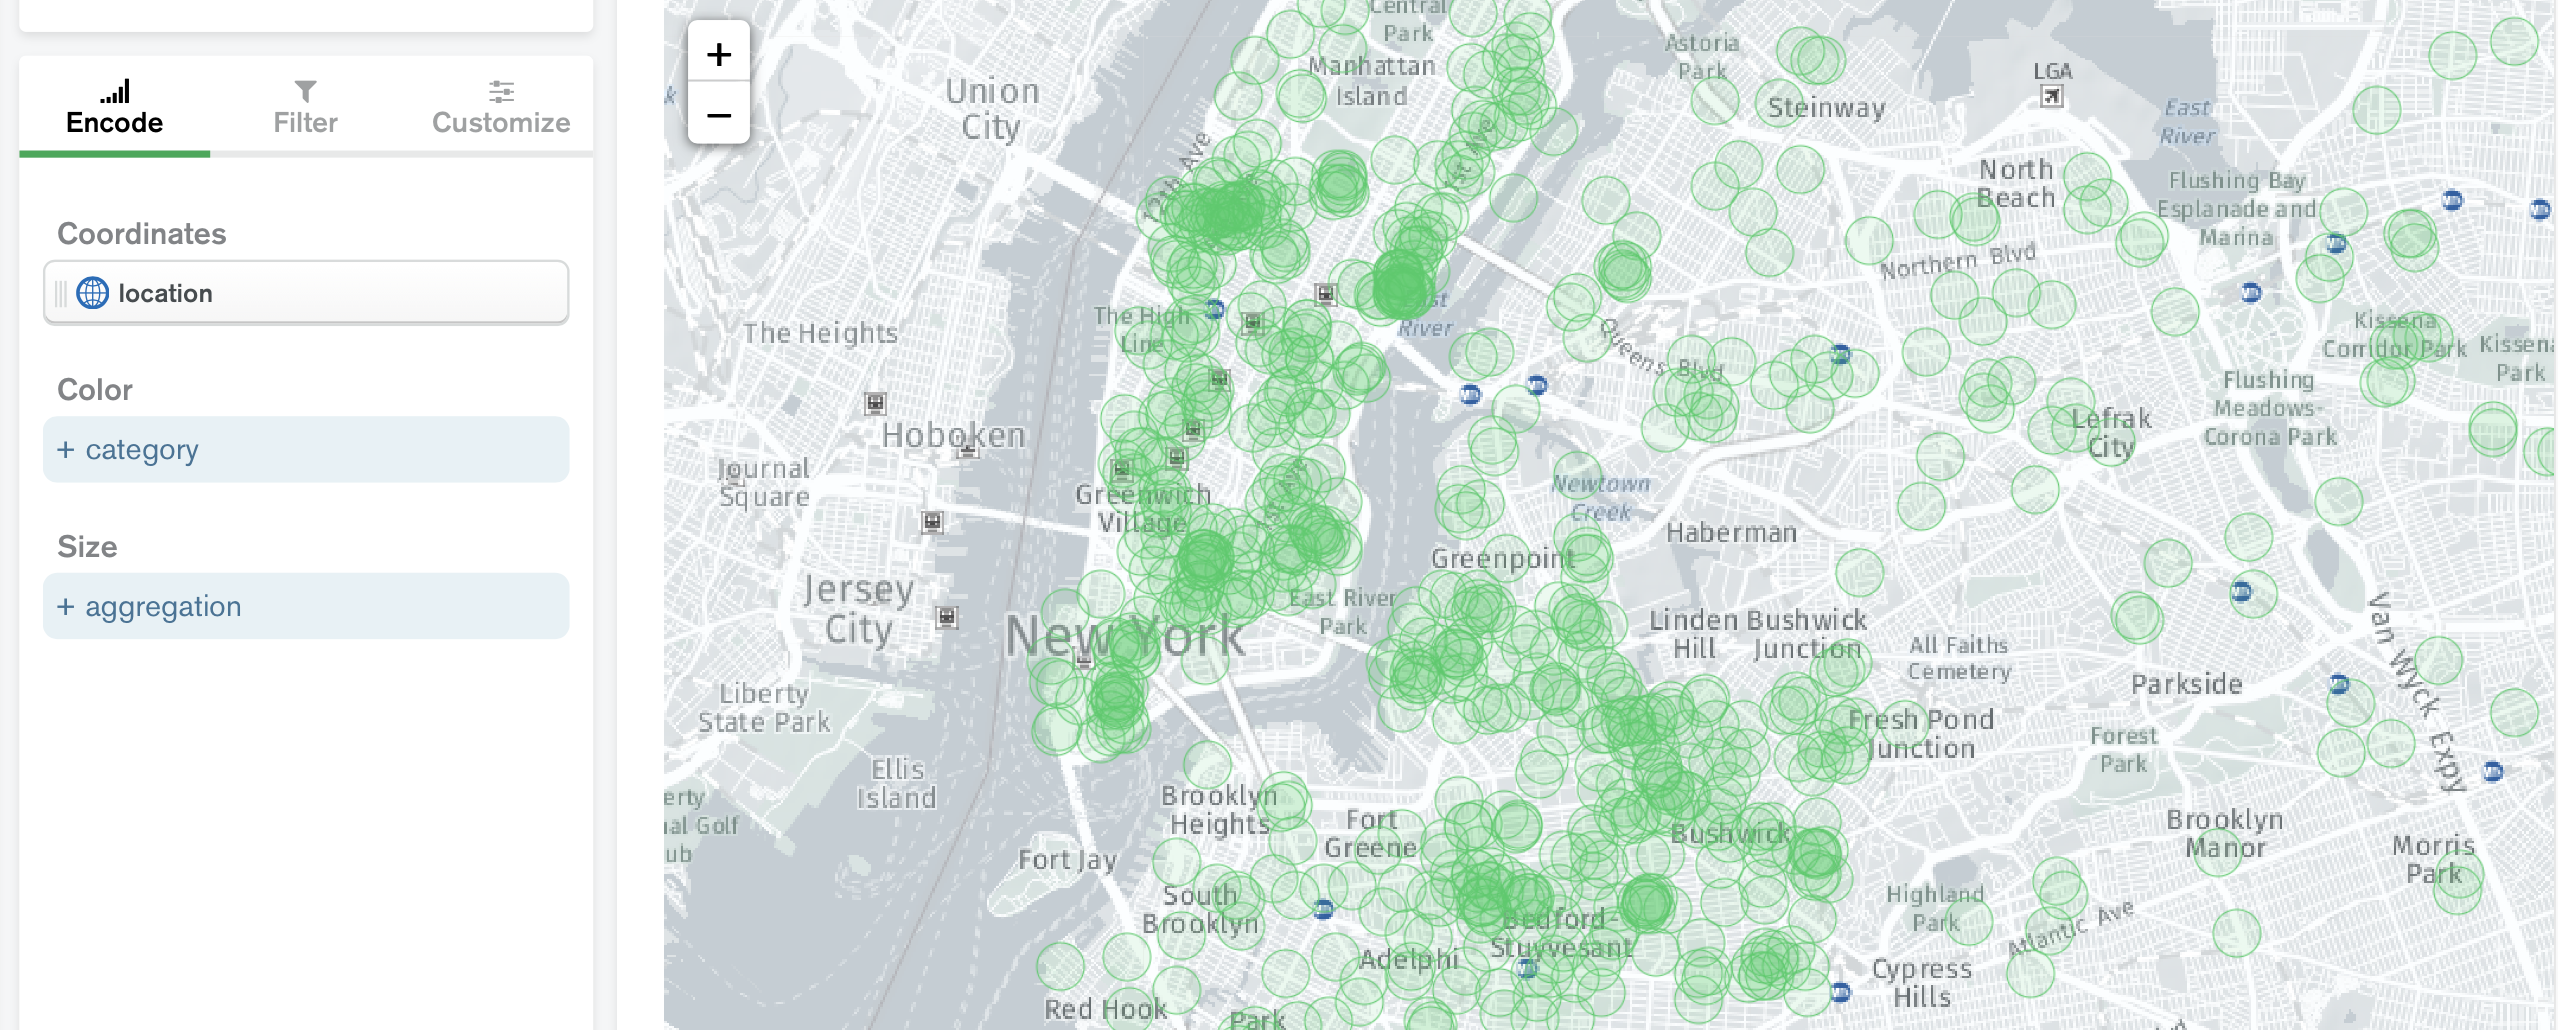 Encode
Filter
Customize
Coordinates
location
Color
+ category
Size
+ aggregation
+
−
Central
Park
Manhattan
Island
Astoria
Park
Steinway
LGA
East
River
Union
City
North
Beach
Flushing Bay
Esplanade and
Marina
Northern Blvd
The High
Line
East
River
The Heights
Queens Blvd
Kissena
Corridor Park
Kissena
Park
Flushing
Meadows-
Corona Park
Lefrak
City
Hoboken
Journal
Square
Greenwich
Village
Newtown
Creek
Haberman
Greenpoint
Jersey
City
New York
East River
Park
Linden
Hill
Bushwick
Junction
All Faiths
Cemetery
Van Wyck Expy
Parkside
Liberty
State Park
Fresh Pond
Junction
Forest
Park
Ellis
Island
Brooklyn
Heights
Fort
Greene
Bushwick
Brooklyn
Manor
Morris
Park
erty
al Golf
ub
Fort Jay
South
Brooklyn
Bedford-
Stuyvesant
Highland
Park
Atlantic Ave
Adelphi
Cypress
Hills
Red Hook
Park